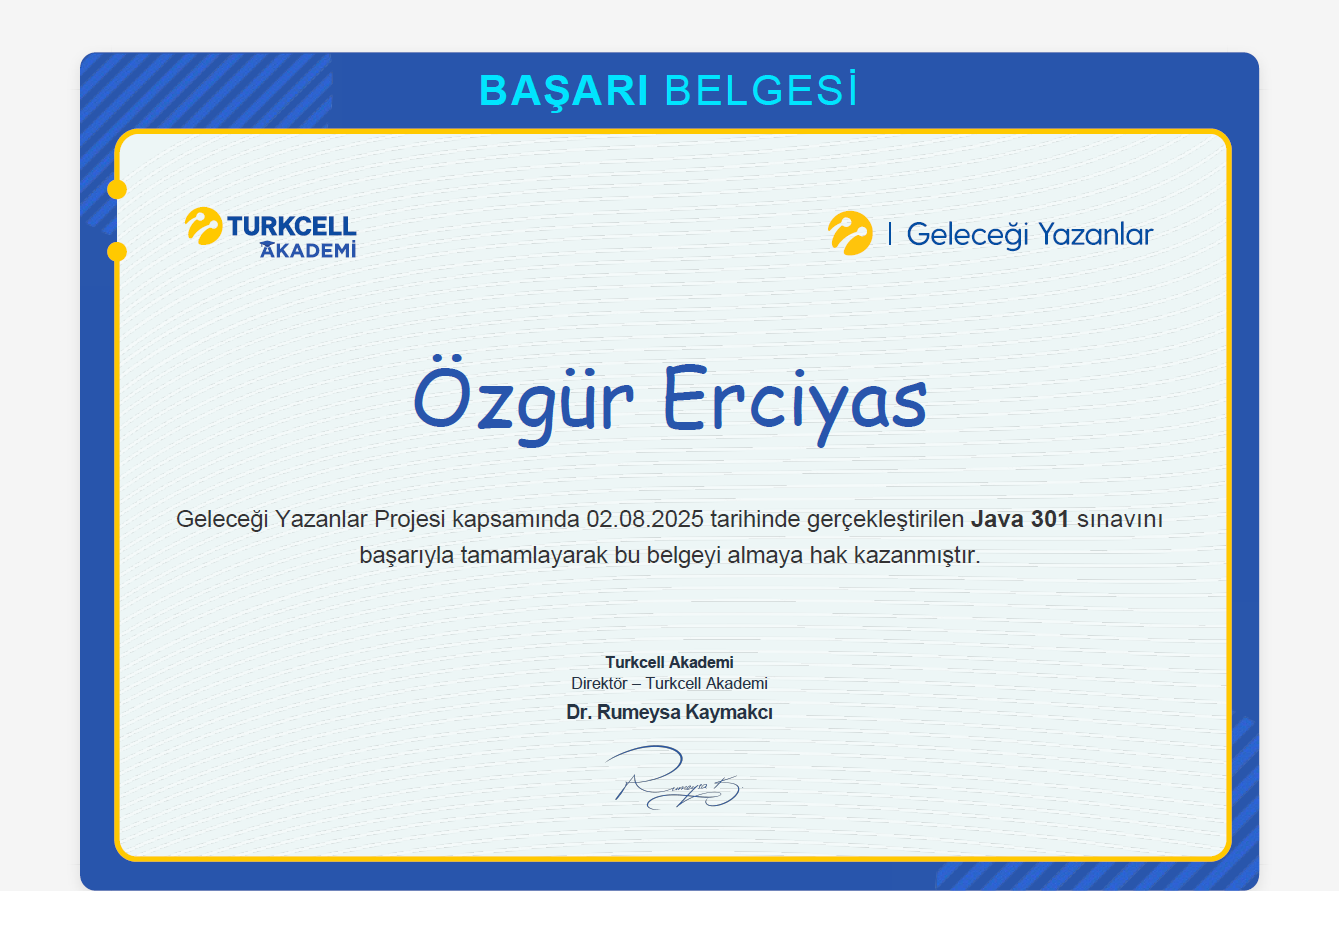 BAŞARI BELGESİ
TURKCELL
AKADEMİ
Geleceği Yazanlar
Özgür Erciyas
Geleceği Yazanlar Projesi kapsamında 02.08.2025 tarihinde gerçekleştirilen Java 301 sınavını
başarıyla tamamlayarak bu belgeyi almaya hak kazanmıştır.
Turkcell Akademi
Direktör – Turkcell Akademi
Dr. Rumeysa Kaymakcı
Rumeysa K